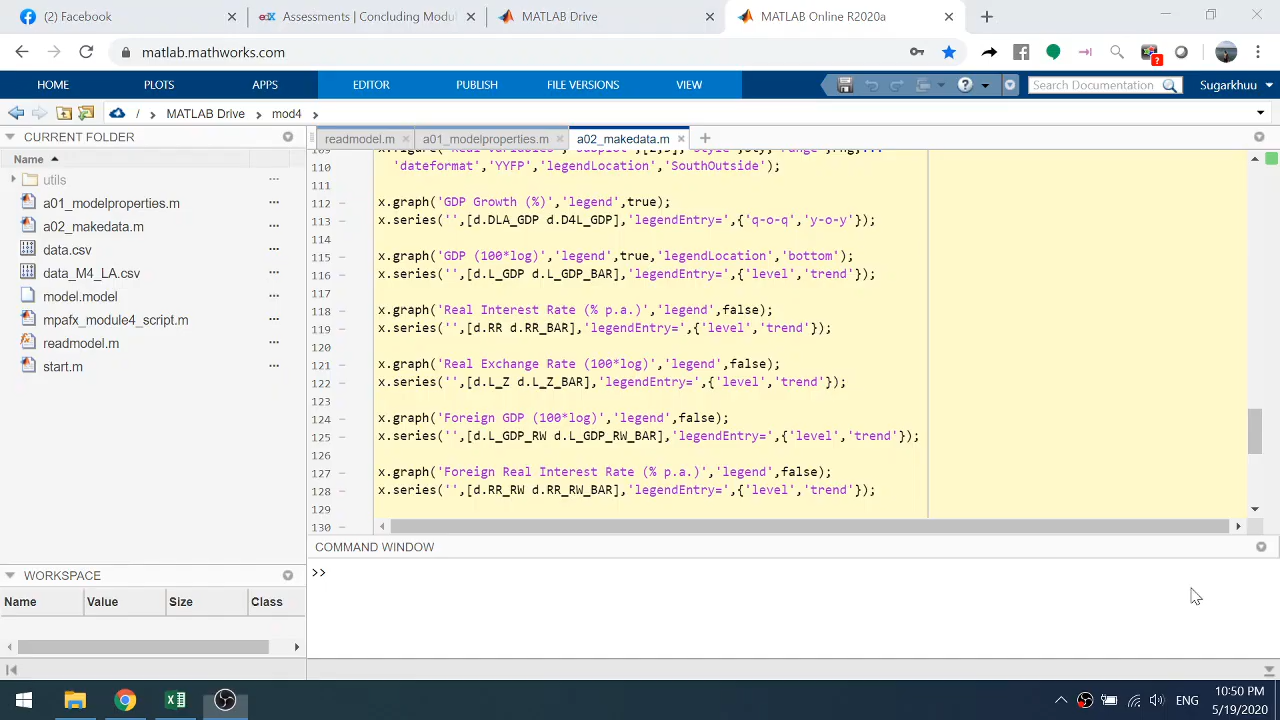 (2) Facebook
edX Assessments | Concluding Modu
MATLAB Drive
MATLAB Online R2020a
matlab.mathworks.com
HOME PLOTS APPS EDITOR PUBLISH FILE VERSIONS VIEW
Search Documentation
Sugarkhuu
/ MATLAB Drive › mod4 ›
CURRENT FOLDER
Name
utils
a01_modelproperties.m
a02_makedata.m
data.csv
data_M4_LA.csv
model.model
mpafx_module4_script.m
readmodel.m
start.m
WORKSPACE
Name Value Size Class
readmodel.m × a01_modelproperties.m × a02_makedata.m × +
110 'dateformat','YYFP','legendLocation','SouthOutside');
111
112 x.graph('GDP Growth (%)','legend',true);
113 x.series('',[d.DLA_GDP d.D4L_GDP],'legendEntry=',{'q-o-q','y-o-y'});
114
115 x.graph('GDP (100*log)','legend',true,'legendLocation','bottom');
116 x.series('',[d.L_GDP d.L_GDP_BAR],'legendEntry=',{'level','trend'});
117
118 x.graph('Real Interest Rate (% p.a.)','legend',false);
119 x.series('',[d.RR d.RR_BAR],'legendEntry=',{'level','trend'});
120
121 x.graph('Real Exchange Rate (100*log)','legend',false);
122 x.series('',[d.L_Z d.L_Z_BAR],'legendEntry=',{'level','trend'});
123
124 x.graph('Foreign GDP (100*log)','legend',false);
125 x.series('',[d.L_GDP_RW d.L_GDP_RW_BAR],'legendEntry=',{'level','trend'});
126
127 x.graph('Foreign Real Interest Rate (% p.a.)','legend',false);
128 x.series('',[d.RR_RW d.RR_RW_BAR],'legendEntry=',{'level','trend'});
129
130
COMMAND WINDOW
>>
ENG
10:50 PM
5/19/2020